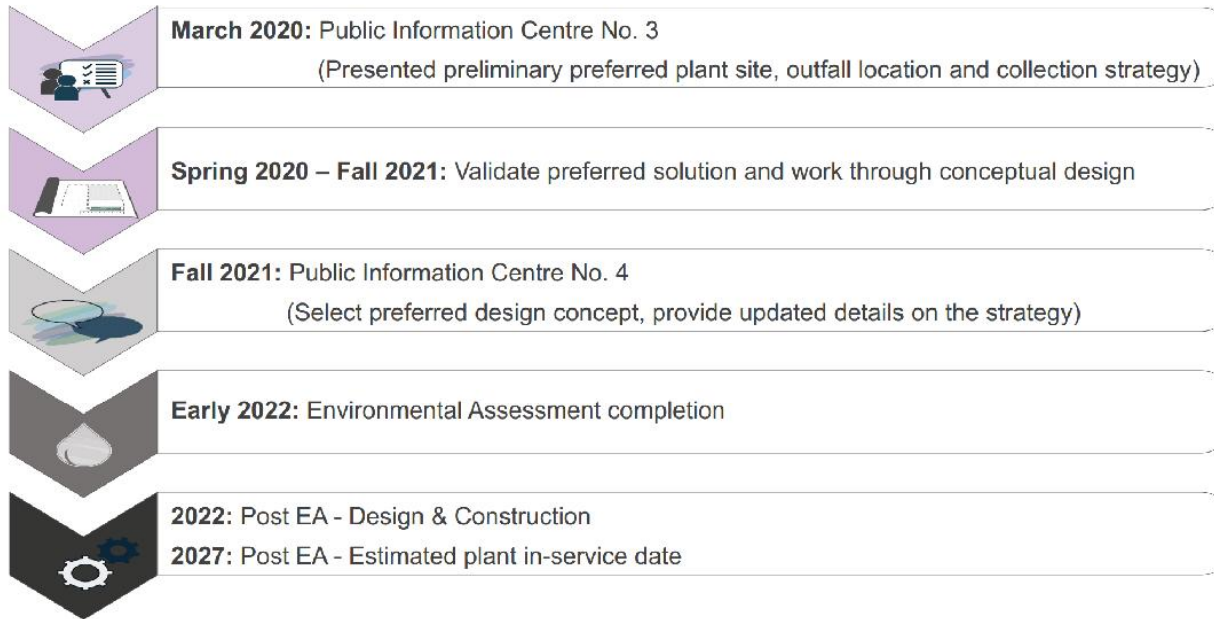 March 2020: Public Information Centre No. 3
(Presented preliminary preferred plant site, outfall location and collection strategy)
Spring 2020 – Fall 2021: Validate preferred solution and work through conceptual design
Fall 2021: Public Information Centre No. 4
(Select preferred design concept, provide updated details on the strategy)
Early 2022: Environmental Assessment completion
2022: Post EA - Design & Construction
2027: Post EA - Estimated plant in-service date